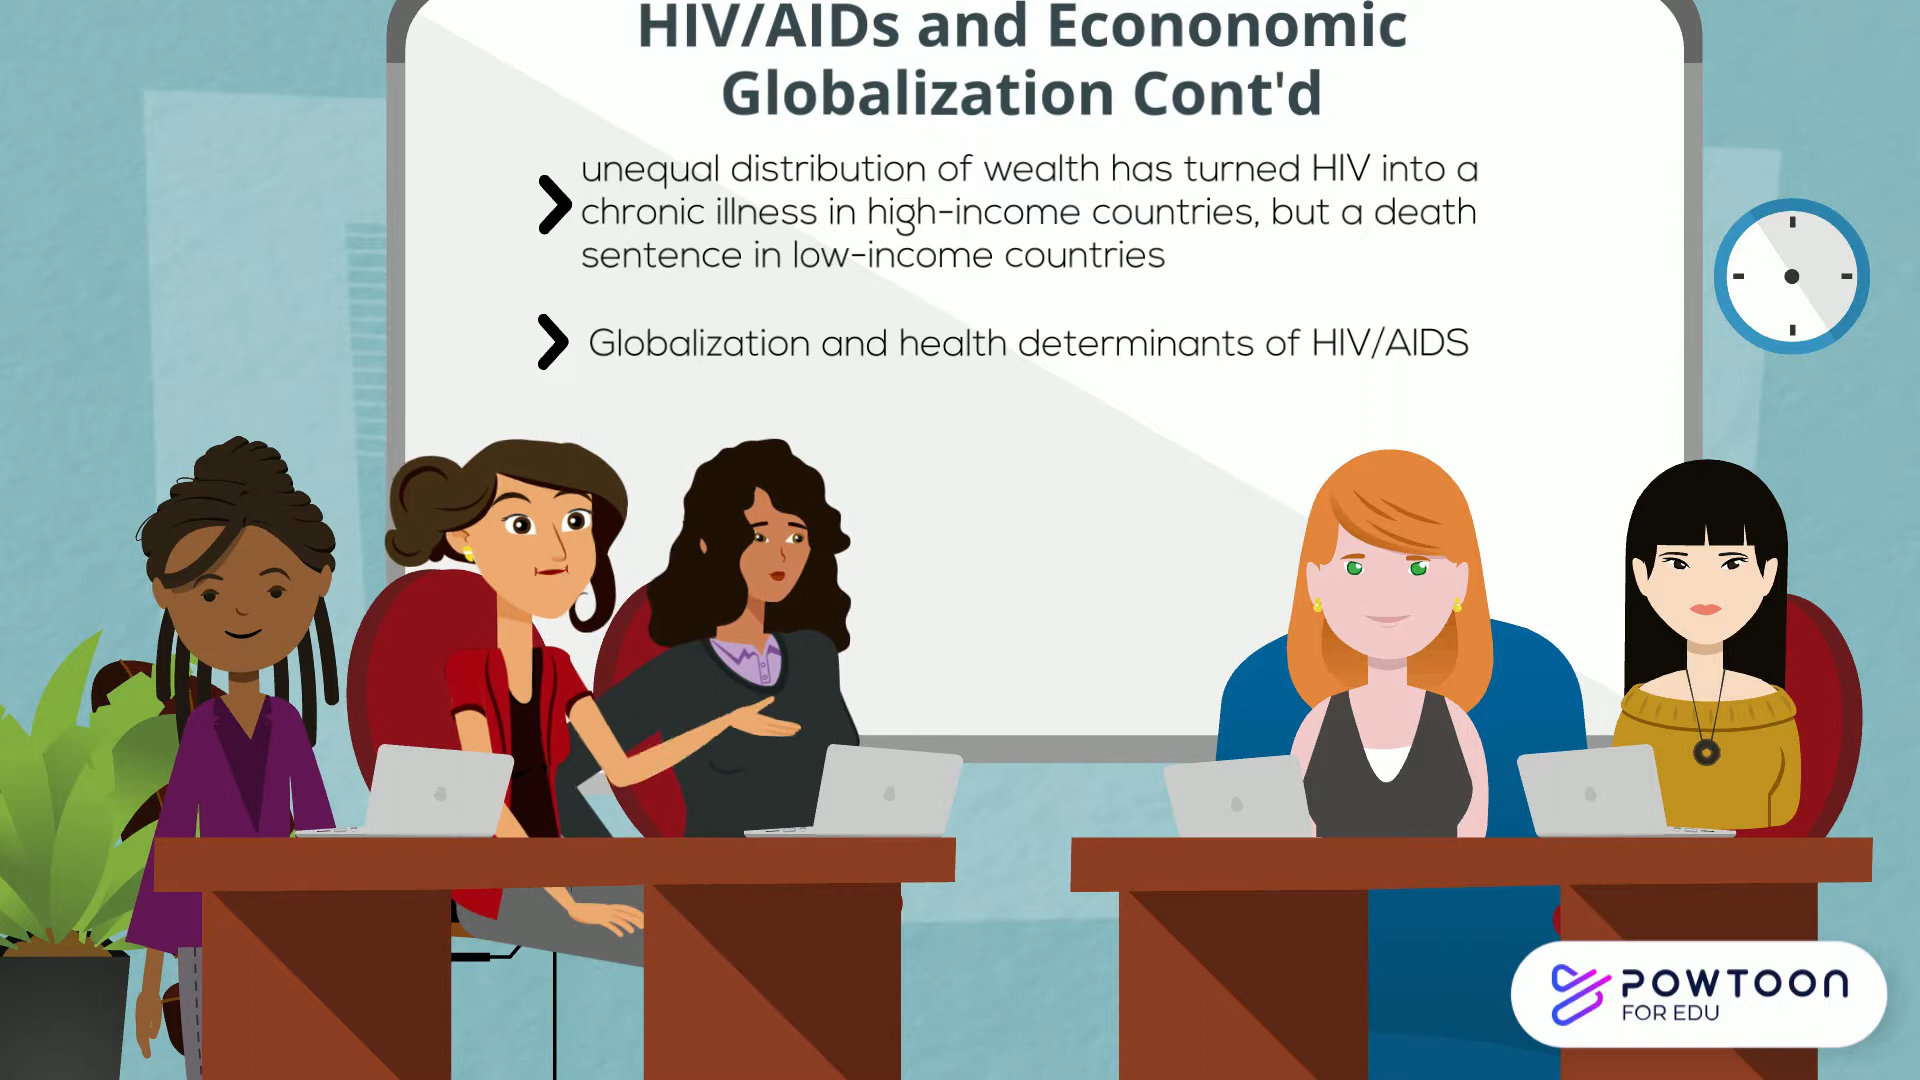 HIV/AIDs and Econonomic
Globalization Cont'd
unequal distribution of wealth has turned HIV into a
chronic illness in high-income countries, but a death
sentence in low-income countries
Globalization and health determinants of HIV/AIDS
POWTOON
FOR EDU